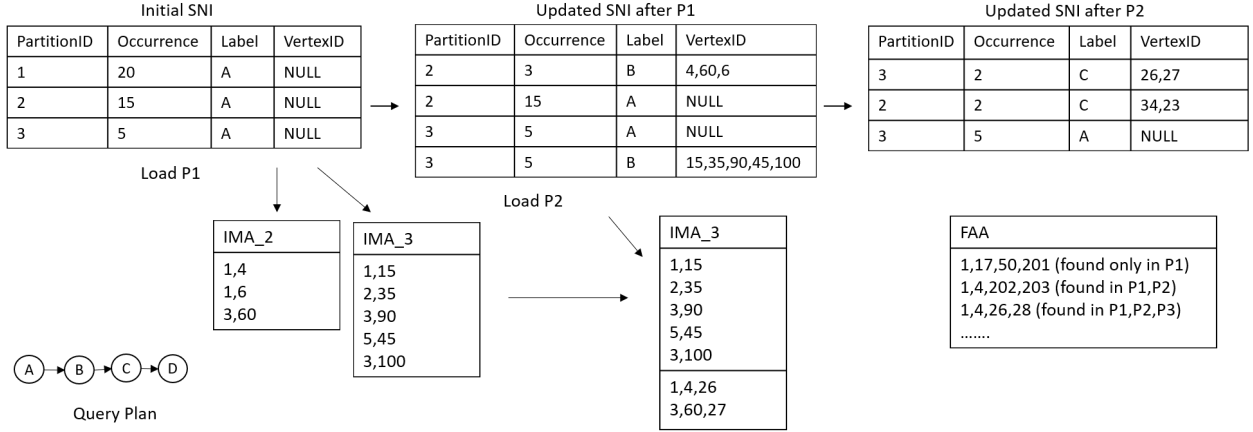 Initial SNI
PartitionID Occurrence Label VertexID
1 20 A NULL
2 15 A NULL
3 5 A NULL
Load P1
Updated SNI after P1
PartitionID Occurrence Label VertexID
2 3 B 4,60,6
2 15 A NULL
3 5 A NULL
3 5 B 15,35,90,45,100
Load P2
Updated SNI after P2
PartitionID Occurrence Label VertexID
3 2 C 26,27
2 2 C 34,23
3 5 A NULL
IMA_2
1,4
1,6
3,60
IMA_3
1,15
2,35
3,90
5,45
3,100
IMA_3
1,15
2,35
3,90
5,45
3,100
1,4,26
3,60,27
FAA
1,17,50,201 (found only in P1)
1,4,202,203 (found in P1,P2)
1,4,26,28 (found in P1,P2,P3)
.......
A B C D
Query Plan